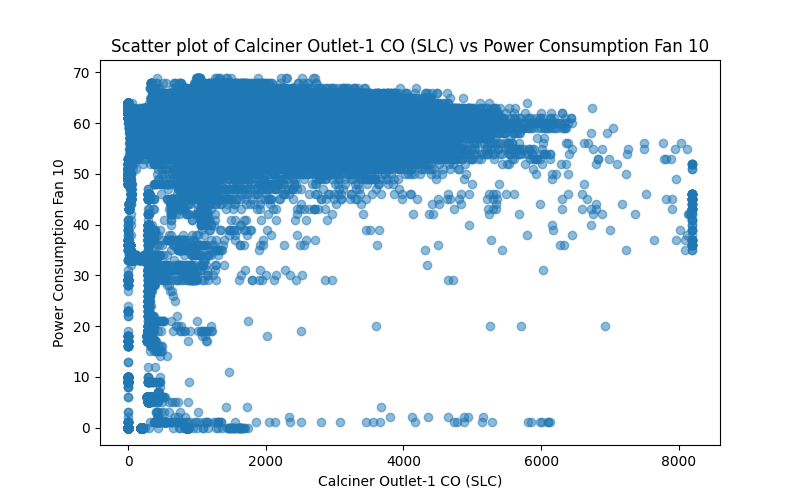 Scatter plot of Calciner Outlet-1 CO (SLC) vs Power Consumption Fan 10
70
60
50
40
30
20
10
0
Power Consumption Fan 10
0 2000 4000 6000 8000
Calciner Outlet-1 CO (SLC)